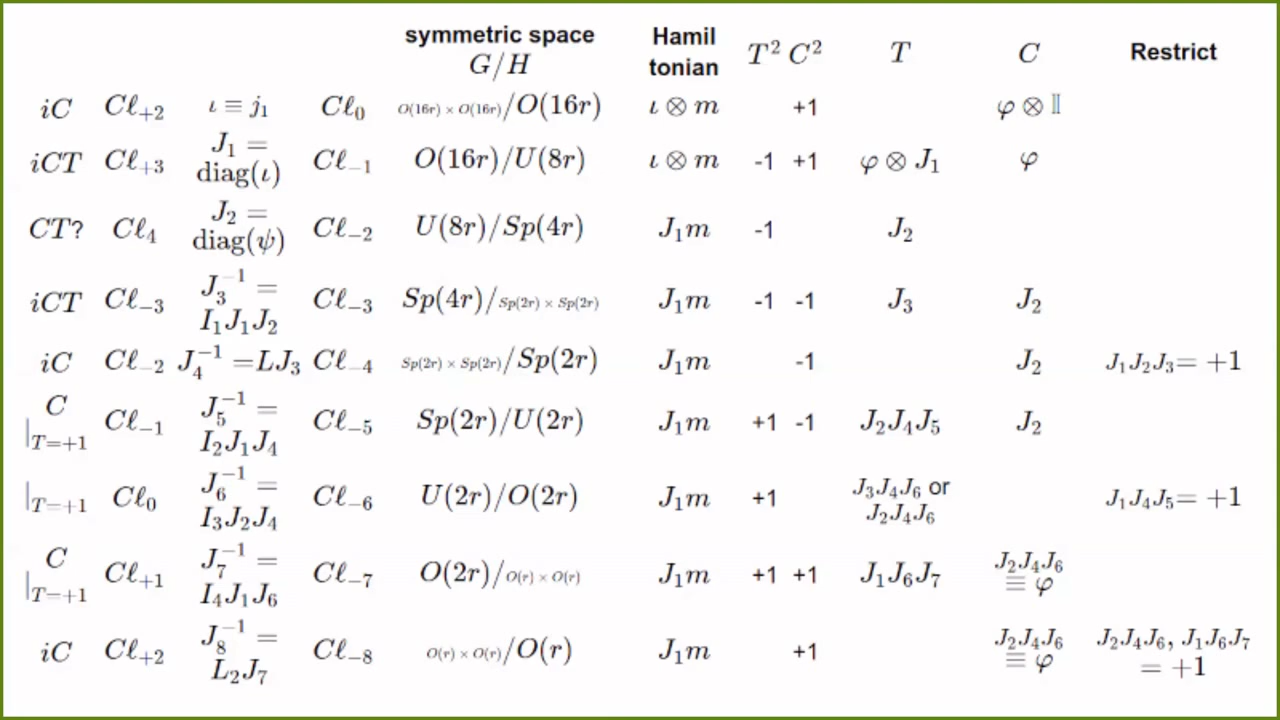 symmetric space G/H Hamil tonian T² C² T C Restrict
iC Cℓ₊₂ ι ≡ j₁ Cℓ₀ O(16r) × O(16r)/O(16r) ι ⊗ m +1 φ ⊗ 𝕀
iCT Cℓ₊₃ J₁ = diag(ι) Cℓ₋₁ O(16r)/U(8r) ι ⊗ m -1 +1 φ ⊗ J₁ φ
CT? Cℓ₄ J₂ = diag(ψ) Cℓ₋₂ U(8r)/Sp(4r) J₁m -1 J₂
iCT Cℓ₋₃ J₃⁻¹ = I₁J₁J₂ Cℓ₋₃ Sp(4r)/Sp(2r) × Sp(2r) J₁m -1 -1 J₃ J₂
iC Cℓ₋₂ J₄⁻¹ =LJ₃ Cℓ₋₄ Sp(2r) × Sp(2r)/Sp(2r) J₁m -1 J₂ J₁J₂J₃= +1
C |T=+1 Cℓ₋₁ J₅⁻¹ = I₂J₁J₄ Cℓ₋₅ Sp(2r)/U(2r) J₁m +1 -1 J₂J₄J₅ J₂
|T=+1 Cℓ₀ J₆⁻¹ = I₃J₂J₄ Cℓ₋₆ U(2r)/O(2r) J₁m +1 J₃J₄J₆ or J₂J₄J₆ J₁J₄J₅= +1
C |T=+1 Cℓ₊₁ J₇⁻¹ = I₄J₁J₆ Cℓ₋₇ O(2r)/O(r) × O(r) J₁m +1 +1 J₁J₆J₇ J₂J₄J₆ ≡ φ
iC Cℓ₊₂ J₈⁻¹ = L₂J₇ Cℓ₋₈ O(r) × O(r)/O(r) J₁m +1 J₂J₄J₆ ≡ φ J₂J₄J₆, J₁J₆J₇ = +1